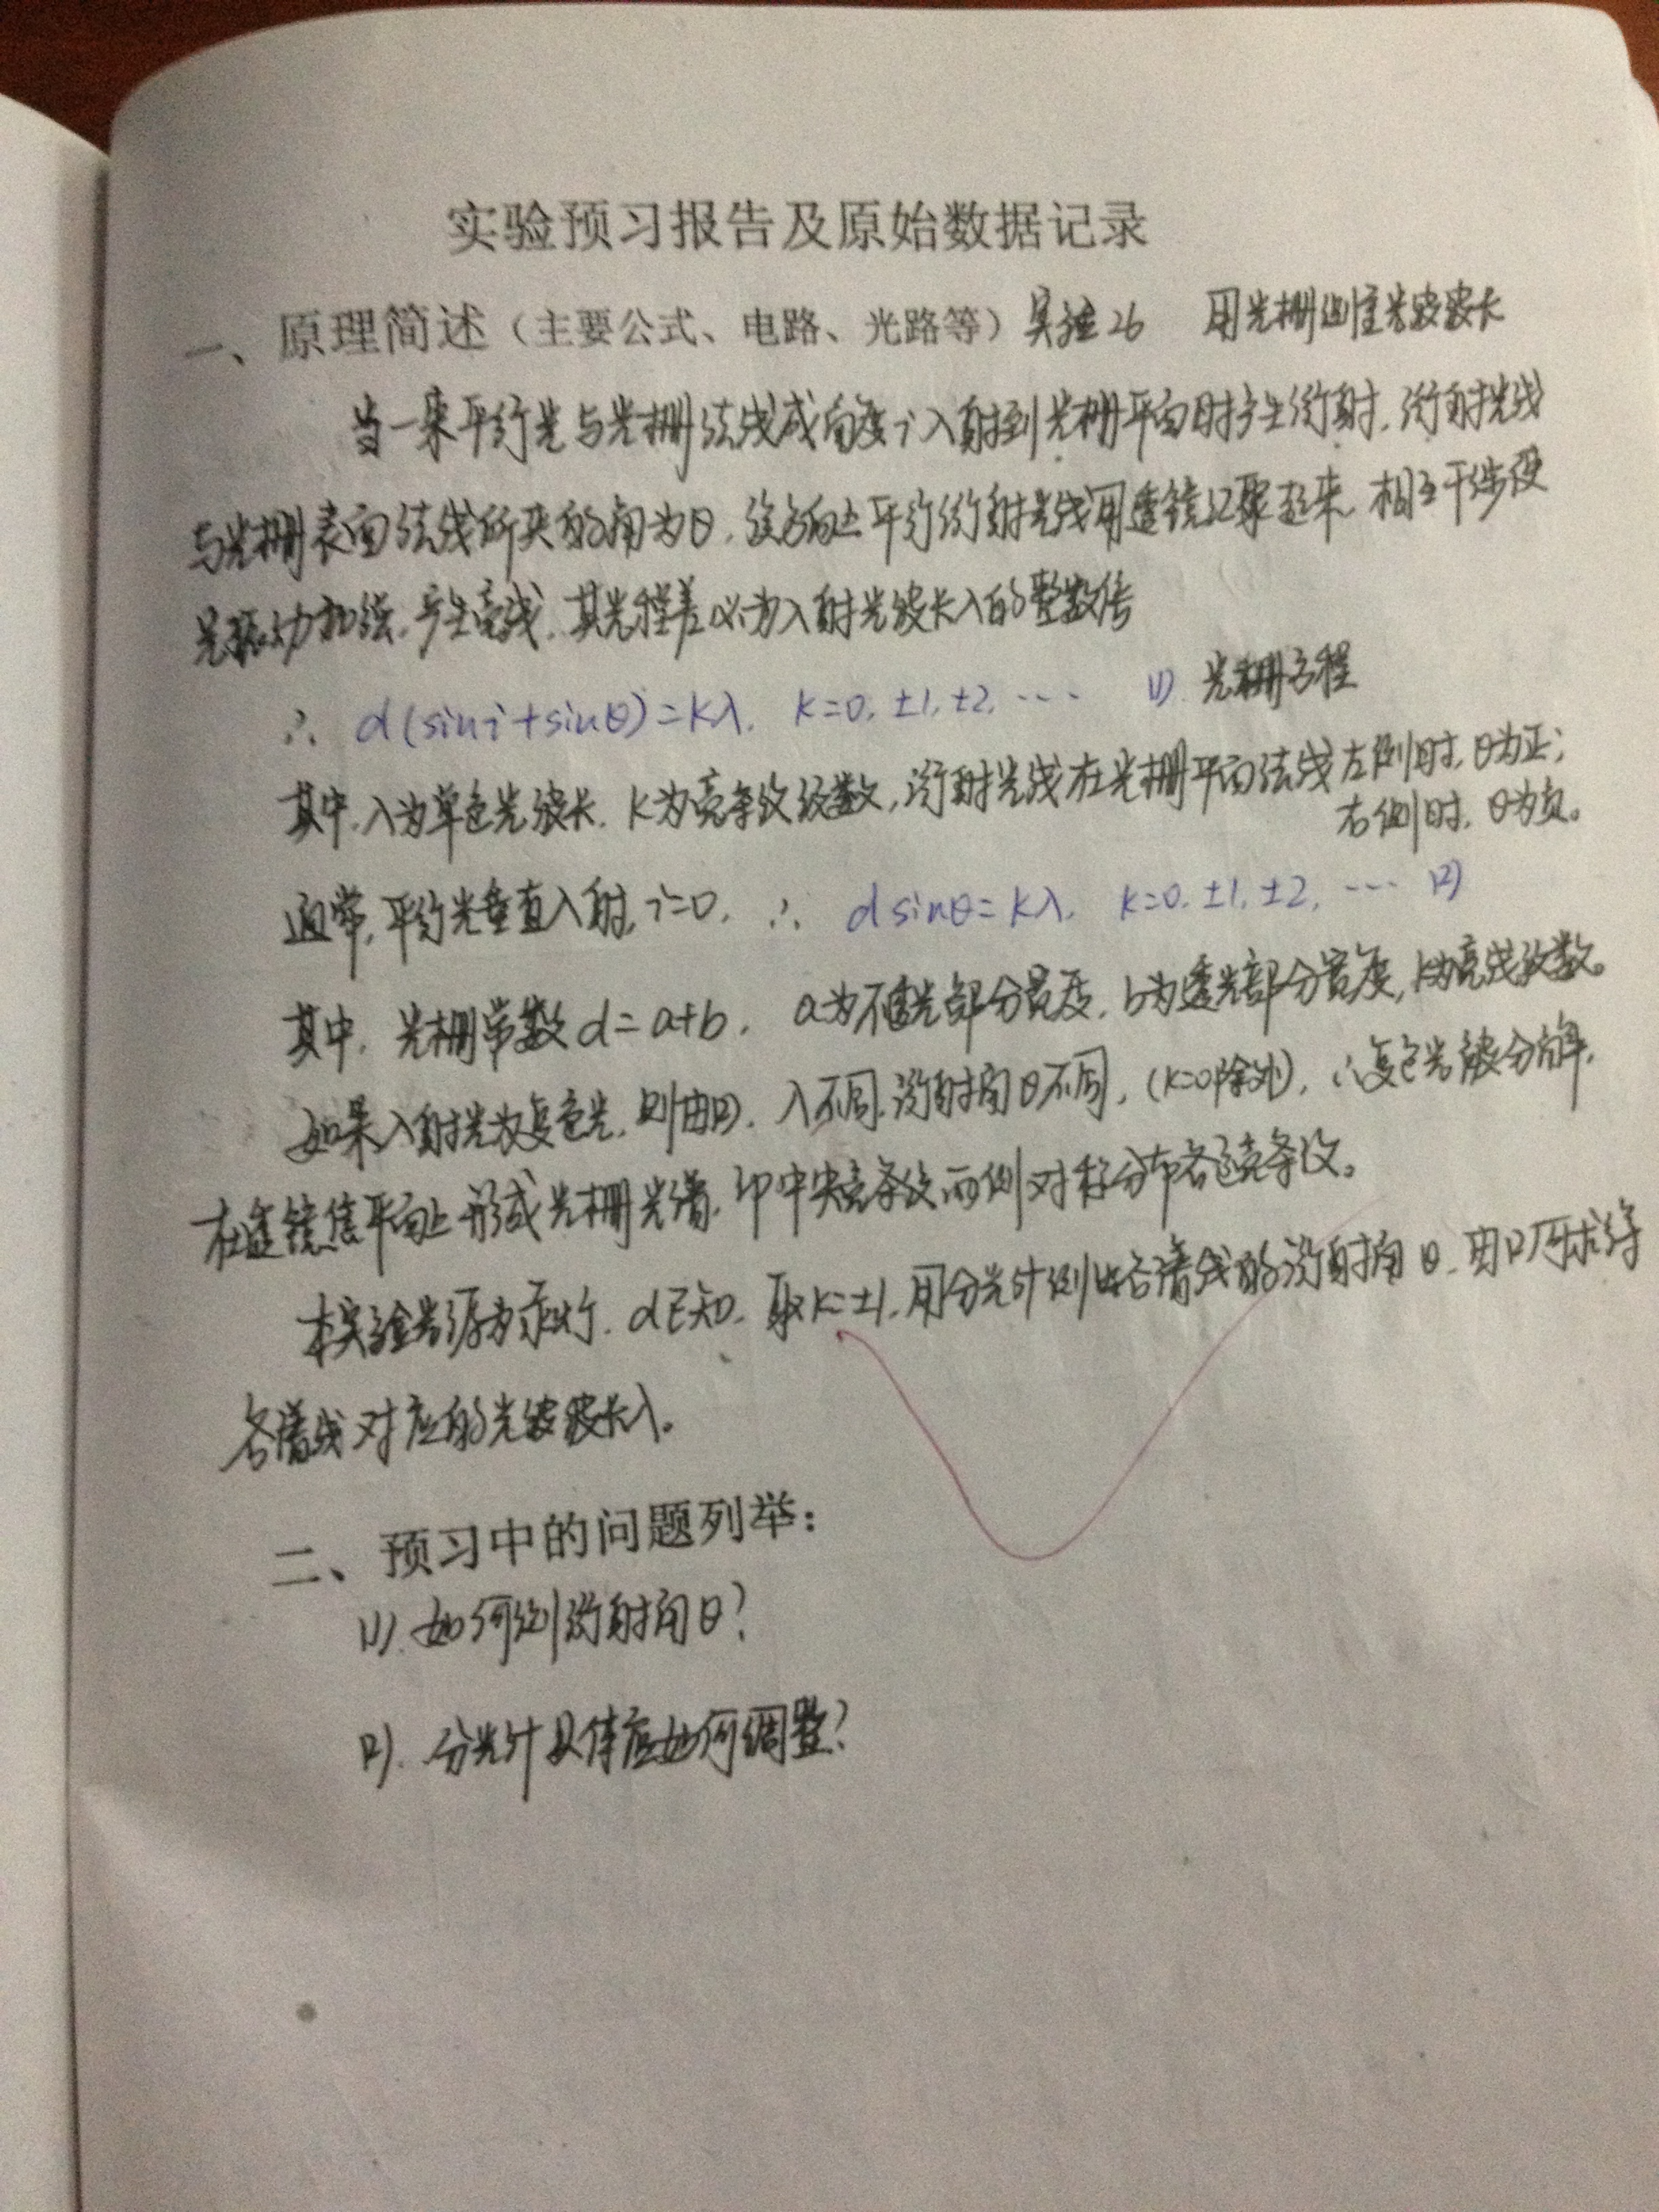 实验预习报告及原始数据记录
一、原理简述（主要公式、电路、光路等）实验26 用光栅测量光波波长
当一束平行光与光栅法线成角度i入射到光栅平面时产生衍射.衍射光线
与光栅表面法线所夹的角为θ.该方向上平行衍射光线用透镜汇聚起来.相互干涉使
光振动加强.产生亮线.其光程差必为入射光波长λ的整数倍
∴ d(sini+sinθ)=kλ. k=0,±1,±2,… (1) 光栅方程
其中.λ为单色光波长.k为亮条纹级数,衍射光线在光栅平面法线左侧时,θ为正;
右侧时,θ为负。
通常,平行光垂直入射,i=0, ∴ dsinθ=kλ, k=0,±1,±2,… (2)
其中.光栅常数d=a+b, a为不透光部分宽度,b为透光部分宽度,k为亮线级数。
如果入射光为复色光.则由(2).λ不同.衍射角θ不同,(k=0除外),∴复色光被分解.
在透镜焦平面上形成光栅光谱.即中央亮条纹两侧对称分布各色亮条纹。
本实验光源为汞灯.d已知.取k=±1.用分光计测出各谱线的衍射角θ.由(2)可求得
各谱线对应的光波波长λ。
二、预习中的问题列举：
(1).如何测衍射角θ?
(2).分光计具体应如何调整?